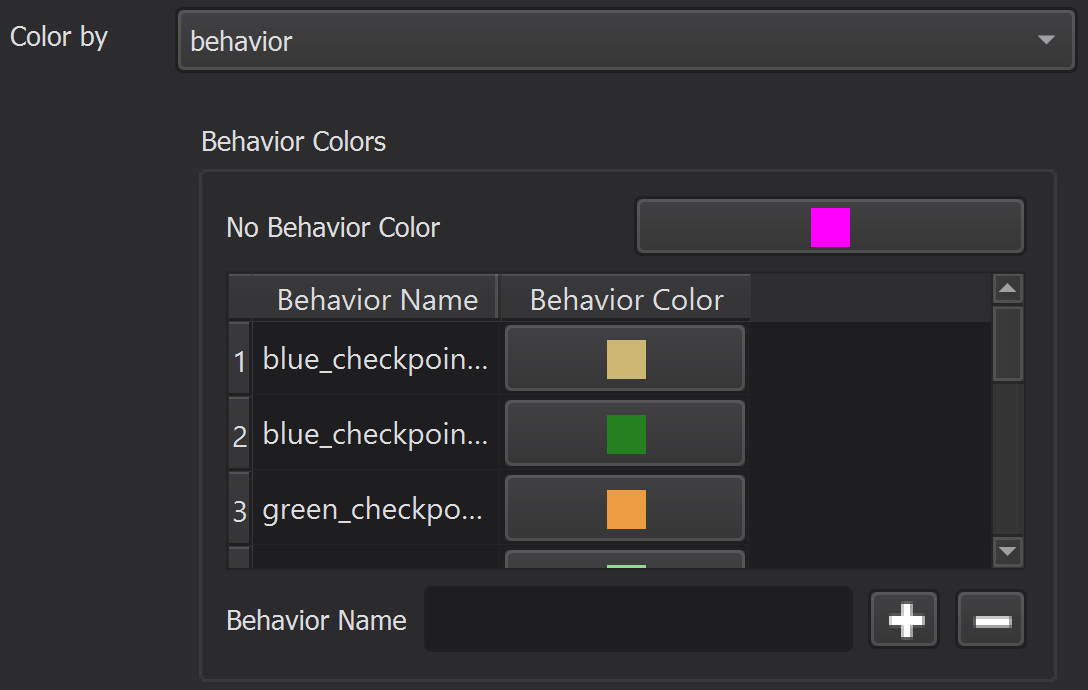 Color by
behavior
Behavior Colors
No Behavior Color
Behavior Name Behavior Color
1 blue_checkpoin...
2 blue_checkpoin...
3 green_checkpo...
Behavior Name